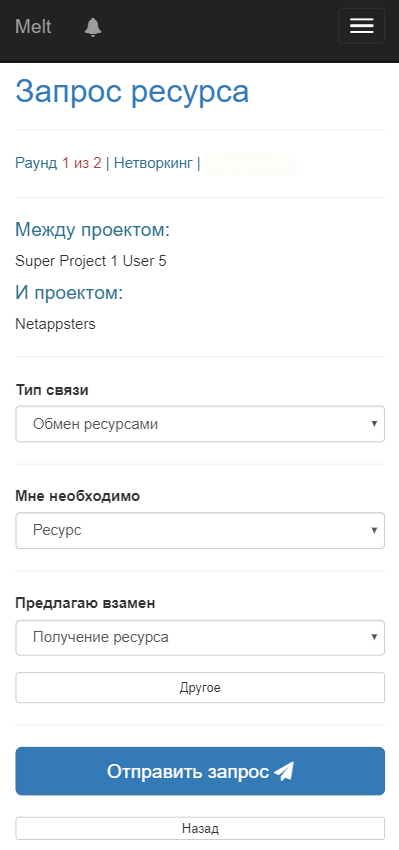 Melt
Запрос ресурса
Раунд 1 из 2 | Нетворкинг |
Между проектом:
Super Project 1 User 5
И проектом:
Netappsters
Тип связи
Обмен ресурсами
Мне необходимо
Ресурс
Предлагаю взамен
Получение ресурса
Другое
Отправить запрос
Назад